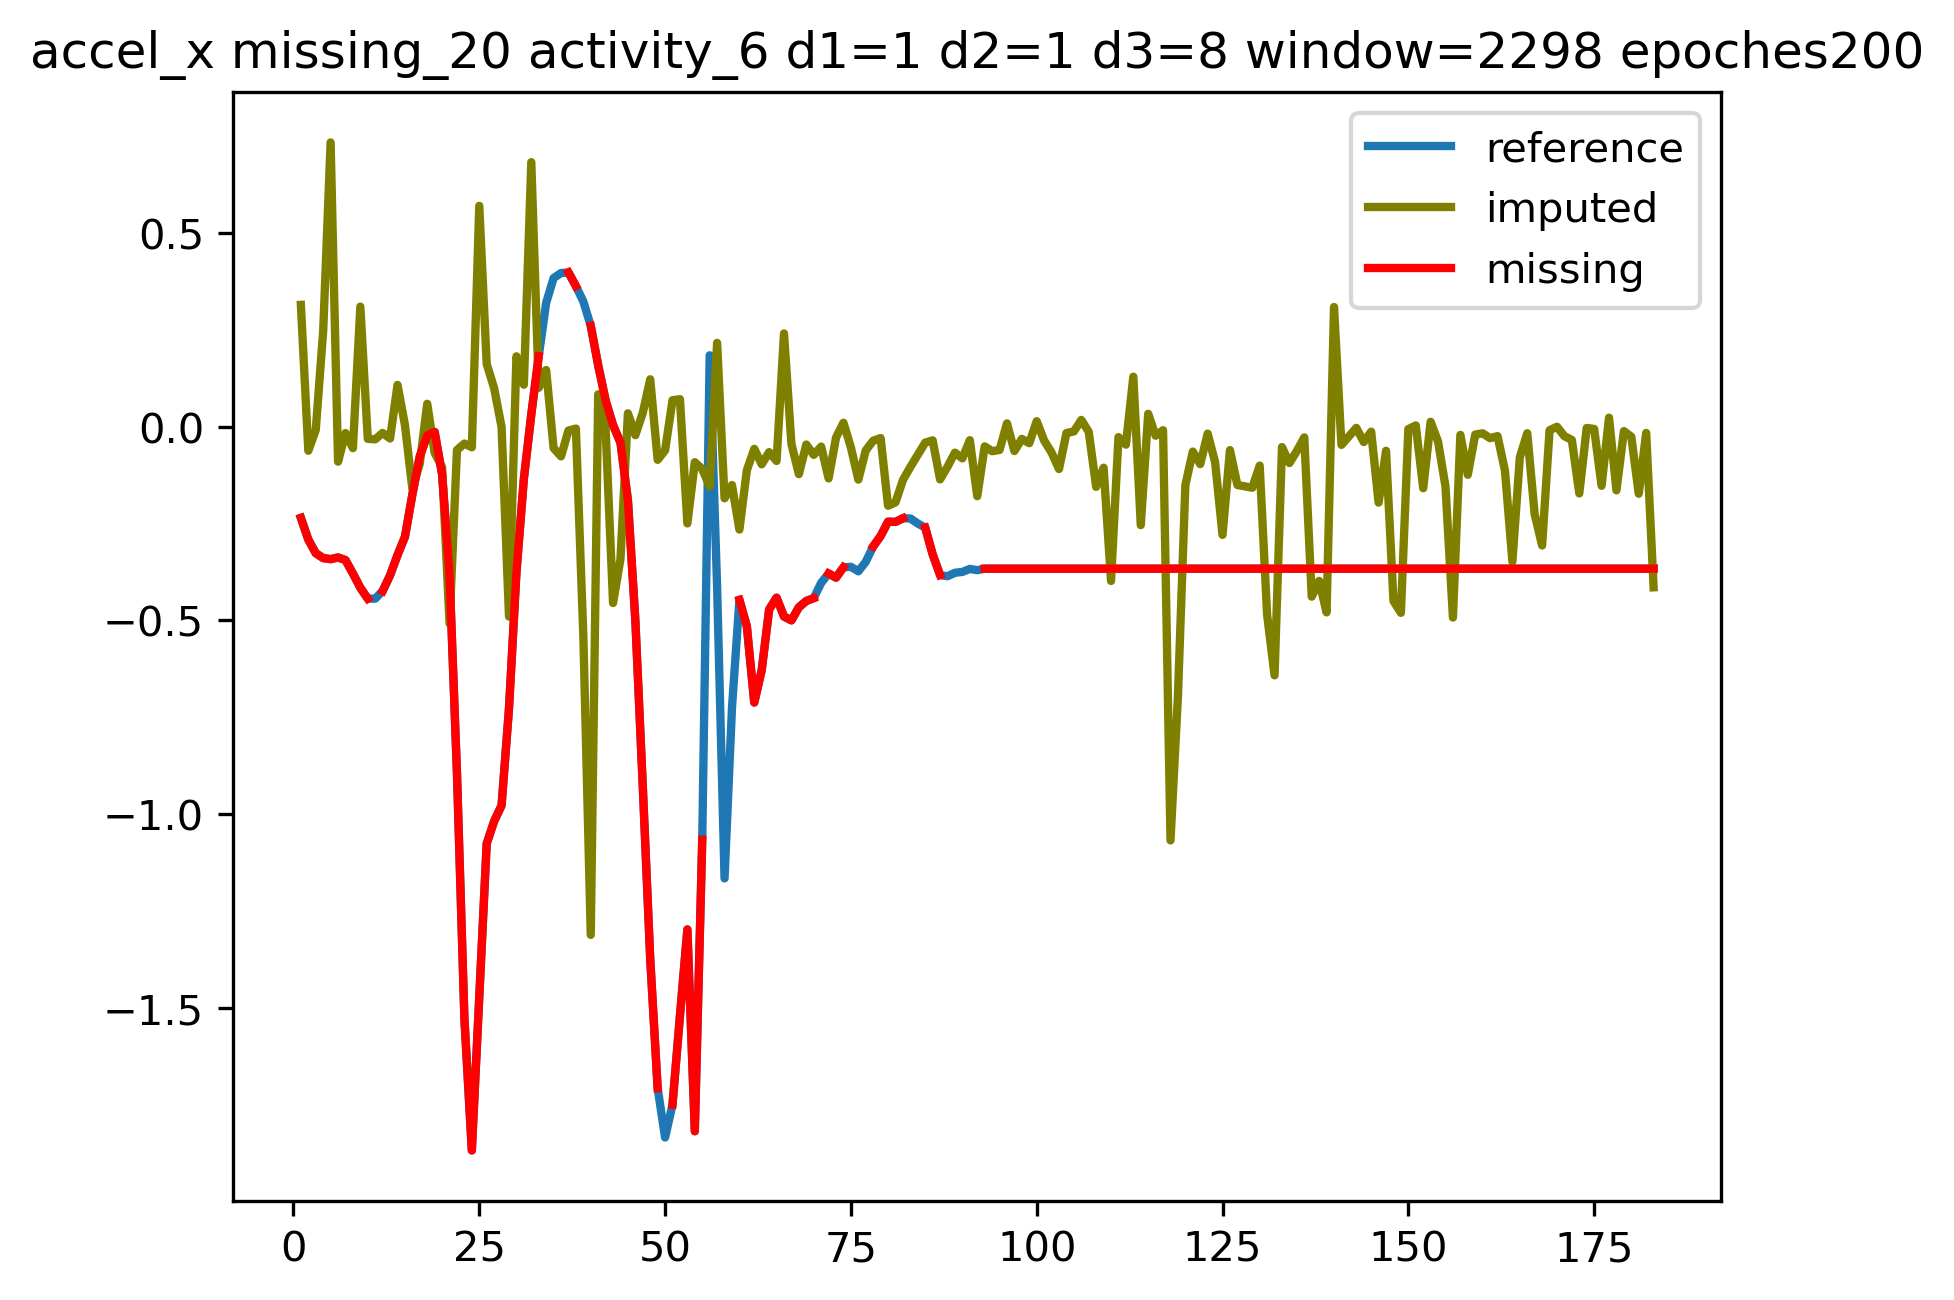 accel_x missing_20 activity_6 d1=1 d2=1 d3=8 window=2298 epoches200
reference
imputed
missing
0.5
0.0
−0.5
−1.0
−1.5
0 25 50 75 100 125 150 175